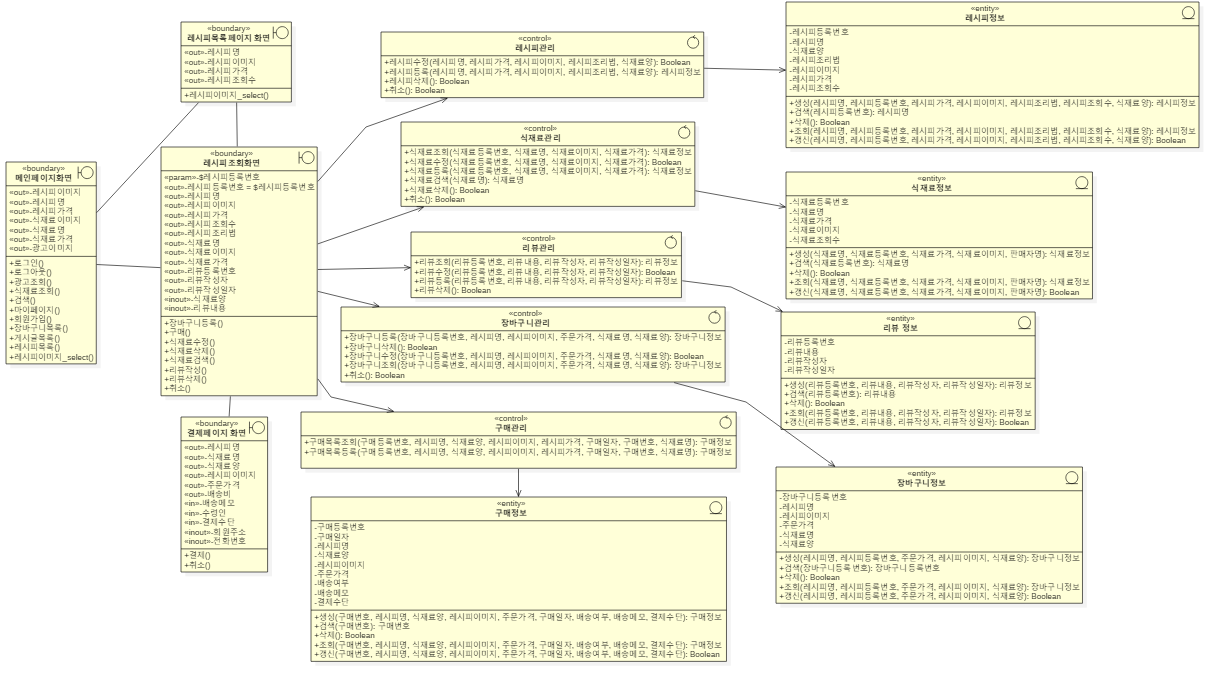 «boundary»
레시피목록 페이지 화면
«out»-레시피명
«out»-레시피이미지
«out»-레시피가격
«out»-레시피조회수
+레시피이미지_select()
«boundary»
메인페이지화면
«out»-레시피이미지
«out»-레시피명
«out»-레시피가격
«out»-식재료이미지
«out»-식재료명
«out»-식재료가격
«out»-광고이미지
+로그인()
+로그아웃()
+광고조회()
+식재료조회()
+검색()
+마이페이지()
+회원가입()
+장바구니목록()
+게시글목록()
+레시피목록()
+레시피이미지_select()
«boundary»
레시피조회화면
«param»-$레시피등록번호
«out»-레시피등록번호 = $레시피등록번호
«out»-레시피명
«out»-레시피이미지
«out»-레시피가격
«out»-레시피조회수
«out»-레시피조리법
«out»-식재료명
«out»-식재료이미지
«out»-식재료가격
«out»-리뷰등록번호
«out»-리뷰작성자
«out»-리뷰작성일자
«inout»-식재료양
«inout»-리뷰내용
+장바구니등록()
+구매()
+식재료수정()
+식재료삭제()
+식재료검색()
+리뷰작성()
+리뷰삭제()
+취소()
«boundary»
결제페이지 화면
«out»-레시피명
«out»-식재료명
«out»-식재료양
«out»-레시피이미지
«out»-주문가격
«out»-배송비
«in»-배송메모
«in»-수령인
«in»-결제수단
«inout»-회원주소
«inout»-전화번호
+결제()
+취소()
«control»
레시피관리
+레시피수정(레시피명, 레시피가격, 레시피이미지, 레시피조리법, 식재료양): Boolean
+레시피등록(레시피명, 레시피가격, 레시피이미지, 레시피조리법, 식재료양): 레시피정보
+레시피삭제(): Boolean
+취소(): Boolean
«control»
식재료관리
+식재료조회(식재료등록번호, 식재료명, 식재료이미지, 식재료가격): 식재료정보
+식재료수정(식재료등록번호, 식재료명, 식재료이미지, 식재료가격): Boolean
+식재료등록(식재료등록번호, 식재료명, 식재료이미지, 식재료가격): 식재료정보
+식재료검색(식재료명): 식재료명
+식재료삭제(): Boolean
+취소(): Boolean
«control»
리뷰관리
+리뷰조회(리뷰등록번호, 리뷰내용, 리뷰작성자, 리뷰작성일자): 리뷰정보
+리뷰수정(리뷰등록번호, 리뷰내용, 리뷰작성자, 리뷰작성일자): Boolean
+리뷰등록(리뷰등록번호, 리뷰내용, 리뷰작성자, 리뷰작성일자): 리뷰정보
+리뷰삭제(): Boolean
«control»
장바구니관리
+장바구니등록(장바구니등록번호, 레시피명, 레시피이미지, 주문가격, 식재료명, 식재료양): 장바구니정보
+장바구니삭제(): Boolean
+장바구니수정(장바구니등록번호, 레시피명, 레시피이미지, 주문가격, 식재료명, 식재료양): Boolean
+장바구니조회(장바구니등록번호, 레시피명, 레시피이미지, 주문가격, 식재료명, 식재료양): 장바구니정보
+취소(): Boolean
«control»
구매관리
+구매목록조회(구매등록번호, 레시피명, 식재료양, 레시피이미지, 레시피가격, 구매일자, 구매번호, 식재료명): 구매정보
+구매목록등록(구매등록번호, 레시피명, 식재료양, 레시피이미지, 레시피가격, 구매일자, 구매번호, 식재료명): 구매정보
«entity»
구매정보
-구매등록번호
-구매일자
-레시피명
-식재료양
-레시피이미지
-주문가격
-배송여부
-배송메모
-결제수단
+생성(구매번호, 레시피명, 식재료양, 레시피이미지, 주문가격, 구매일자, 배송여부, 배송메모, 결제수단): 구매정보
+검색(구매번호): 구매번호
+삭제(): Boolean
+조회(구매번호, 레시피명, 식재료양, 레시피이미지, 주문가격, 구매일자, 배송여부, 배송메모, 결제수단): 구매정보
+갱신(구매번호, 레시피명, 식재료양, 레시피이미지, 주문가격, 구매일자, 배송여부, 배송메모, 결제수단): Boolean
«entity»
레시피정보
-레시피등록번호
-레시피명
-식재료양
-레시피조리법
-레시피이미지
-레시피가격
-레시피조회수
+생성(레시피명, 레시피등록번호, 레시피가격, 레시피이미지, 레시피조리법, 레시피조회수, 식재료양): 레시피정보
+검색(레시피등록번호): 레시피명
+삭제(): Boolean
+조회(레시피명, 레시피등록번호, 레시피가격, 레시피이미지, 레시피조리법, 레시피조회수, 식재료양): 레시피정보
+갱신(레시피명, 레시피등록번호, 레시피가격, 레시피이미지, 레시피조리법, 레시피조회수, 식재료양): Boolean
«entity»
식재료정보
-식재료등록번호
-식재료명
-식재료가격
-식재료이미지
-식재료조회수
+생성(식재료명, 식재료등록번호, 식재료가격, 식재료이미지, 판매자명): 식재료정보
+검색(식재료등록번호): 식재료명
+삭제(): Boolean
+조회(식재료명, 식재료등록번호, 식재료가격, 식재료이미지, 판매자명): 식재료정보
+갱신(식재료명, 식재료등록번호, 식재료가격, 식재료이미지, 판매자명): Boolean
«entity»
리뷰 정보
-리뷰등록번호
-리뷰내용
-리뷰작성자
-리뷰작성일자
+생성(리뷰등록번호, 리뷰내용, 리뷰작성자, 리뷰작성일자): 리뷰정보
+검색(리뷰등록번호): 리뷰내용
+삭제(): Boolean
+조회(리뷰등록번호, 리뷰내용, 리뷰작성자, 리뷰작성일자): 리뷰정보
+갱신(리뷰등록번호, 리뷰내용, 리뷰작성자, 리뷰작성일자): Boolean
«entity»
장바구니정보
-장바구니등록번호
-레시피명
-레시피이미지
-주문가격
-식재료명
-식재료양
+생성(레시피명, 레시피등록번호, 주문가격, 레시피이미지, 식재료양): 장바구니정보
+검색(장바구니등록번호): 장바구니등록번호
+삭제(): Boolean
+조회(레시피명, 레시피등록번호, 주문가격, 레시피이미지, 식재료양): 장바구니정보
+갱신(레시피명, 레시피등록번호, 주문가격, 레시피이미지, 식재료양): Boolean